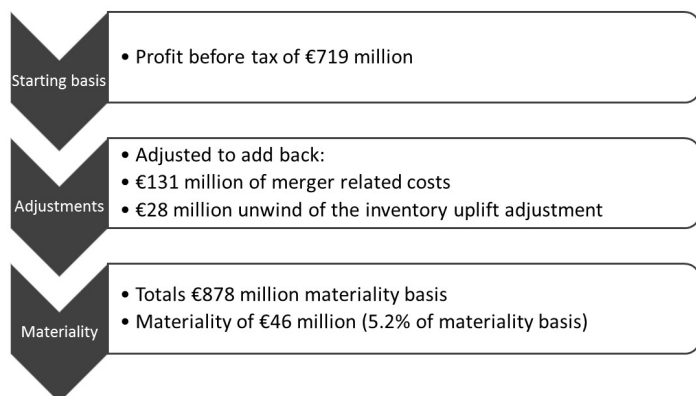 Starting basis
• Profit before tax of €719 million
Adjustments
• Adjusted to add back:
• €131 million of merger related costs
• €28 million unwind of the inventory uplift adjustment
Materiality
• Totals €878 million materiality basis
• Materiality of €46 million (5.2% of materiality basis)